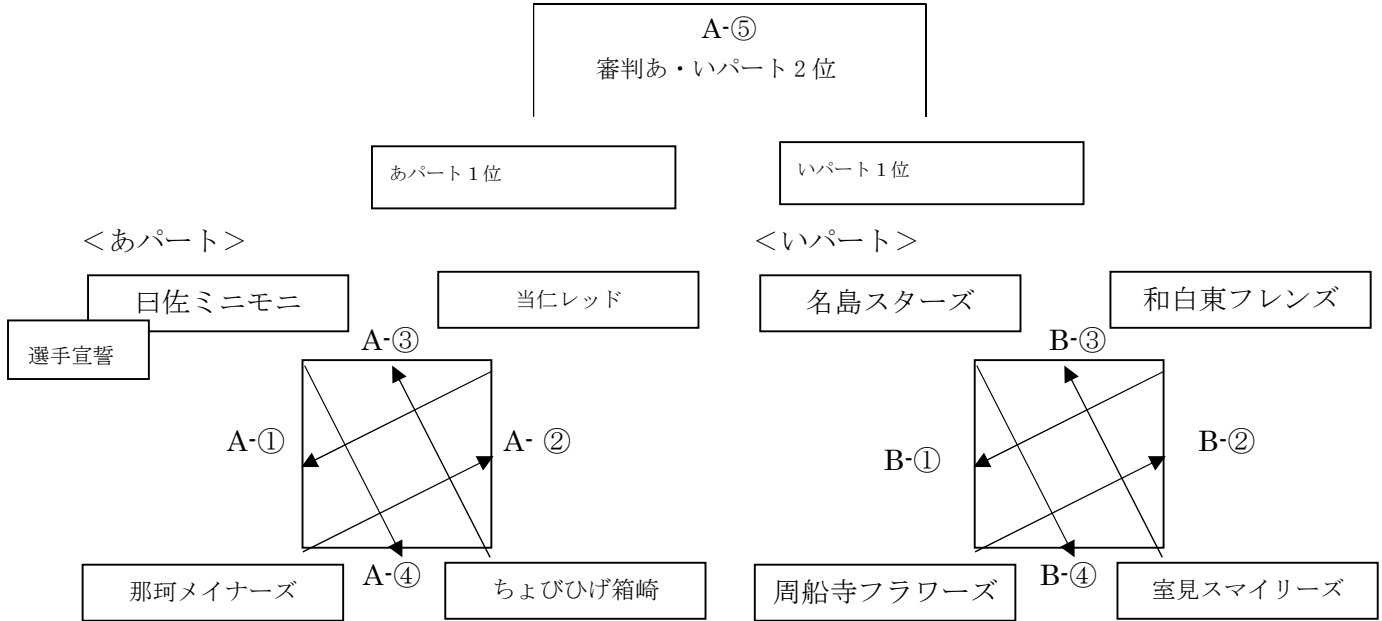 A-⑤
審判あ・いパート2位
あパート1位
いパート1位
＜あパート＞
＜いパート＞
曰佐ミニモニ
当仁レッド
名島スターズ
和白東フレンズ
選手宣誓
A-③
B-③
A-①
A- ②
B-①
B-②
A-④
B-④
那珂メイナーズ
ちょびひげ箱崎
周船寺フラワーズ
室見スマイリーズ